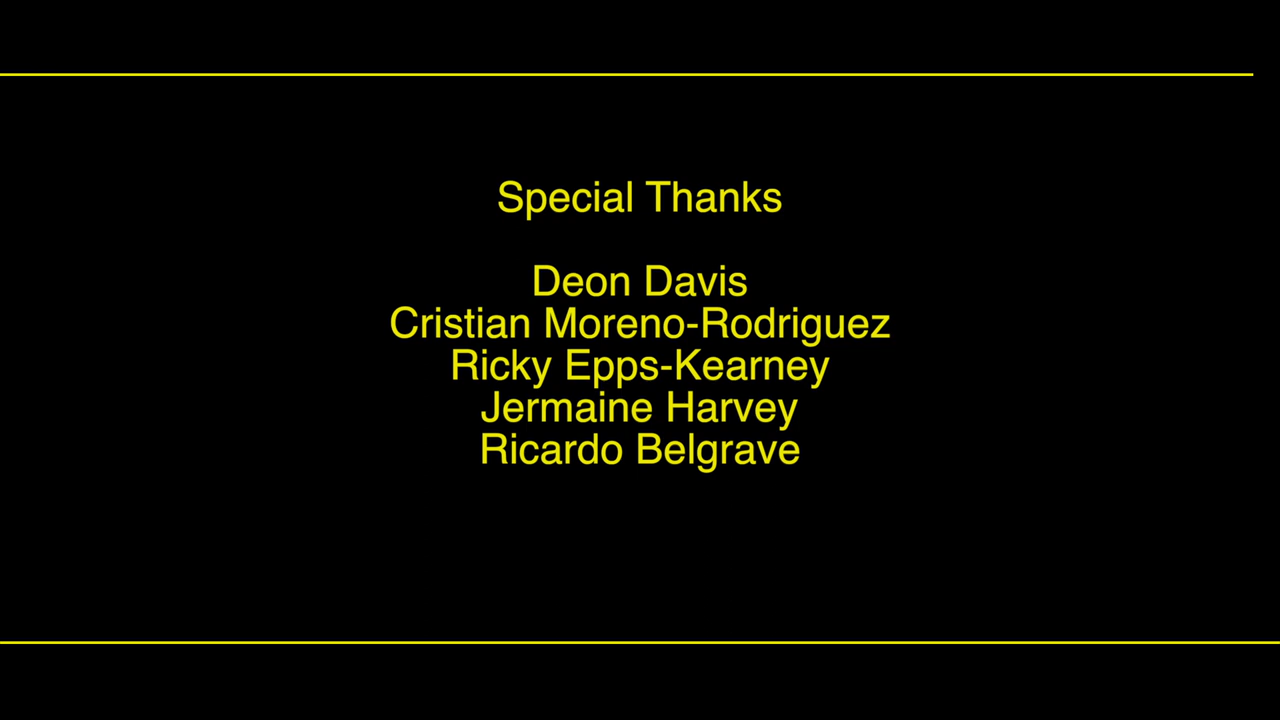 Special Thanks
Deon Davis
Cristian Moreno-Rodriguez
Ricky Epps-Kearney
Jermaine Harvey
Ricardo Belgrave